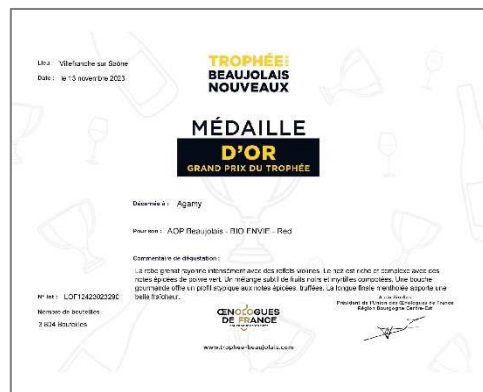 Lieu : Villefranche sur Saône
Date : le 13 novembre 2023
TROPHÉE DES
BEAUJOLAIS
NOUVEAUX
MÉDAILLE
D'OR
GRAND PRIX DU TROPHÉE
Décernée à : Agamy
Pour son : AOP Beaujolais - BIO ENVIE - Red
Commentaire de dégustation :
La robe grenat rayonne intensément avec des reflets violines. Le nez est riche et complexe avec des
notes épicées de poivre vert. Un mélange subtil de fruits noirs et myrtilles compotées. Une bouche
gourmande offre un profil atypique aux notes épicées, truffées. La longue finale mentholée apporte une
belle fraîcheur.
N° lot :
Nombre de bouteilles
Bouteilles
ŒNOLOGUES
DE FRANCE
Président de l'Union des Œnologues de France
Région Bourgogne Centre-Est
www.trophee-beaujolais.com